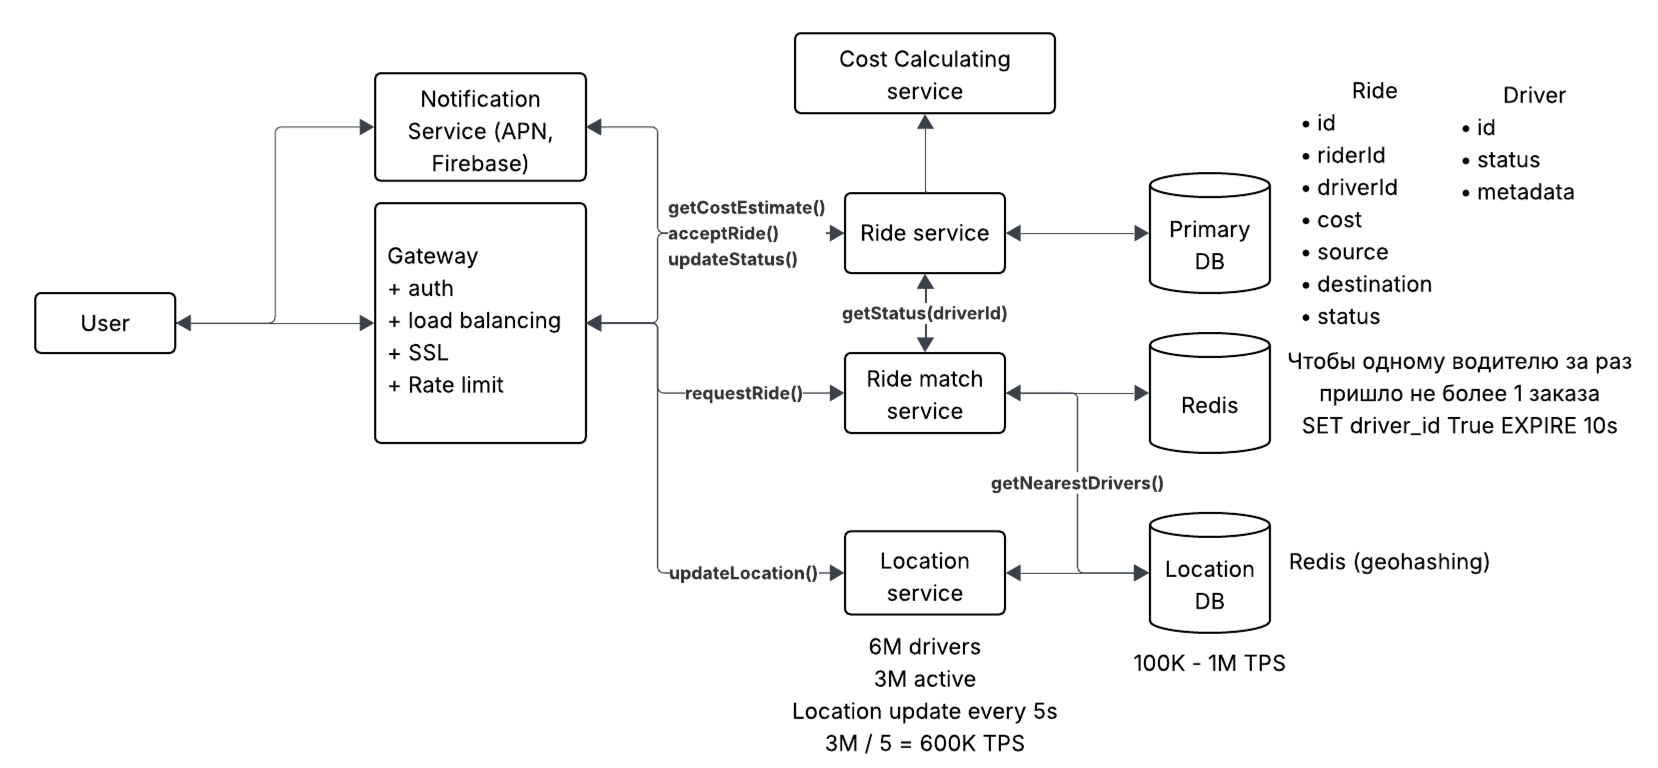 Cost Calculating
service
Notification
Service (APN,
Firebase)
Ride
• id
• riderId
• driverId
• cost
• source
• destination
• status
Driver
• id
• status
• metadata
getCostEstimate()
acceptRide()
updateStatus()
Ride service
Primary
DB
Gateway
+ auth
+ load balancing
+ SSL
+ Rate limit
User
getStatus(driverId)
Ride match
service
requestRide()
Redis
Чтобы одному водителю за раз
пришло не более 1 заказа
SET driver_id True EXPIRE 10s
getNearestDrivers()
updateLocation()
Location
service
Location
DB
Redis (geohashing)
6M drivers
3M active
Location update every 5s
3M / 5 = 600K TPS
100K - 1M TPS